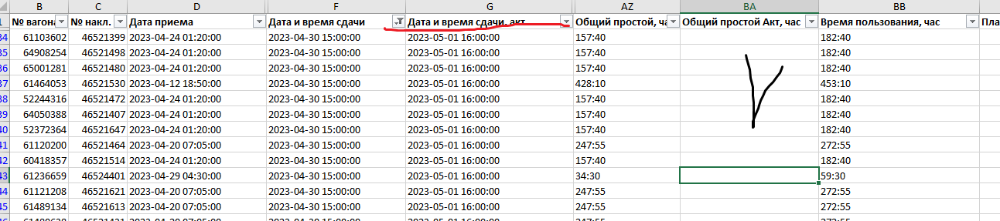 B C D F G AZ BA BB
№ вагона № накл. Дата приема Дата и время сдачи Дата и время сдачи, акт Общий простой, ча Общий простой Акт, час Время пользования, час Пла
34 61103602 46521399 2023-04-24 01:20:00 2023-04-30 15:00:00 2023-05-01 16:00:00 157:40 182:40
35 64908254 46521498 2023-04-24 01:20:00 2023-04-30 15:00:00 2023-05-01 16:00:00 157:40 182:40
36 65001281 46521480 2023-04-24 01:20:00 2023-04-30 15:00:00 2023-05-01 16:00:00 157:40 182:40
37 61464053 46521530 2023-04-12 18:50:00 2023-04-30 15:00:00 2023-05-01 16:00:00 428:10 453:10
38 52244316 46521472 2023-04-24 01:20:00 2023-04-30 15:00:00 2023-05-01 16:00:00 157:40 182:40
39 64050388 46521407 2023-04-24 01:20:00 2023-04-30 15:00:00 2023-05-01 16:00:00 157:40 182:40
40 52372364 46521647 2023-04-24 01:20:00 2023-04-30 15:00:00 2023-05-01 16:00:00 157:40 182:40
41 61120200 46521464 2023-04-20 07:05:00 2023-04-30 15:00:00 2023-05-01 16:00:00 247:55 272:55
42 60418357 46521514 2023-04-24 01:20:00 2023-04-30 15:00:00 2023-05-01 16:00:00 157:40 182:40
43 61236659 46524401 2023-04-29 04:30:00 2023-04-30 15:00:00 2023-05-01 16:00:00 34:30 59:30
44 61121208 46521621 2023-04-20 07:05:00 2023-04-30 15:00:00 2023-05-01 16:00:00 247:55 272:55
45 61489134 46521613 2023-04-20 07:05:00 2023-04-30 15:00:00 2023-05-01 16:00:00 247:55 272:55
Y